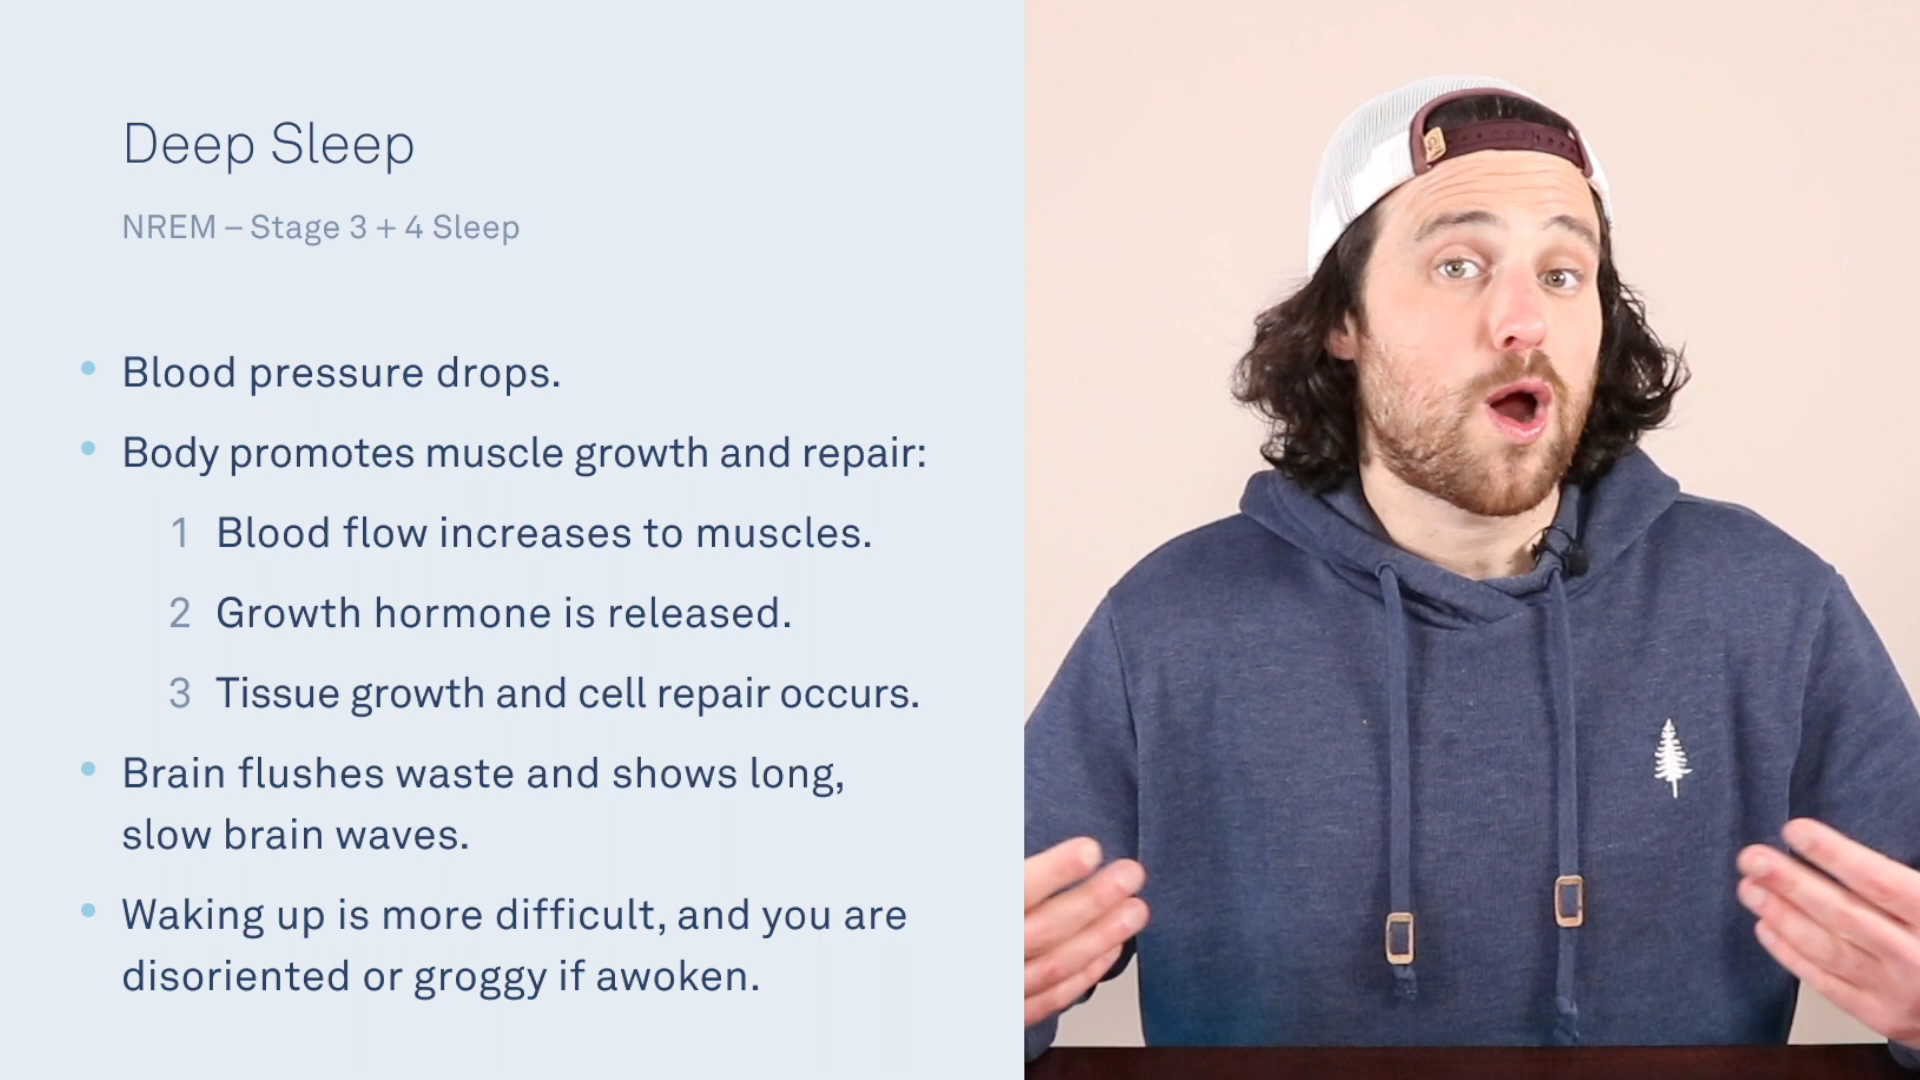 Deep Sleep
NREM – Stage 3 + 4 Sleep
• Blood pressure drops.
• Body promotes muscle growth and repair:
1 Blood flow increases to muscles.
2 Growth hormone is released.
3 Tissue growth and cell repair occurs.
• Brain flushes waste and shows long,
slow brain waves.
• Waking up is more difficult, and you are
disoriented or groggy if awoken.